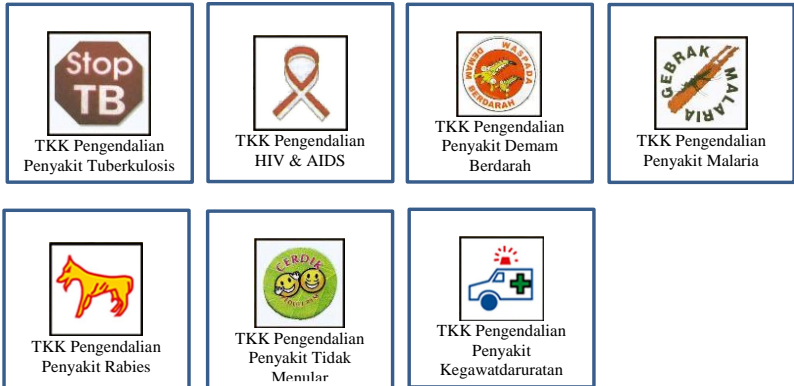 Stop
TB
TKK Pengendalian
Penyakit Tuberkulosis
TKK Pengendalian
HIV & AIDS
WASPADA
DEMAM BERDARAH
TKK Pengendalian
Penyakit Demam
Berdarah
GEBRAK MALARIA
TKK Pengendalian
Penyakit Malaria
TKK Pengendalian
Penyakit Rabies
CERDIK
TKK Pengendalian
Penyakit Tidak
Menular
TKK Pengendalian
Penyakit
Kegawatdaruratan